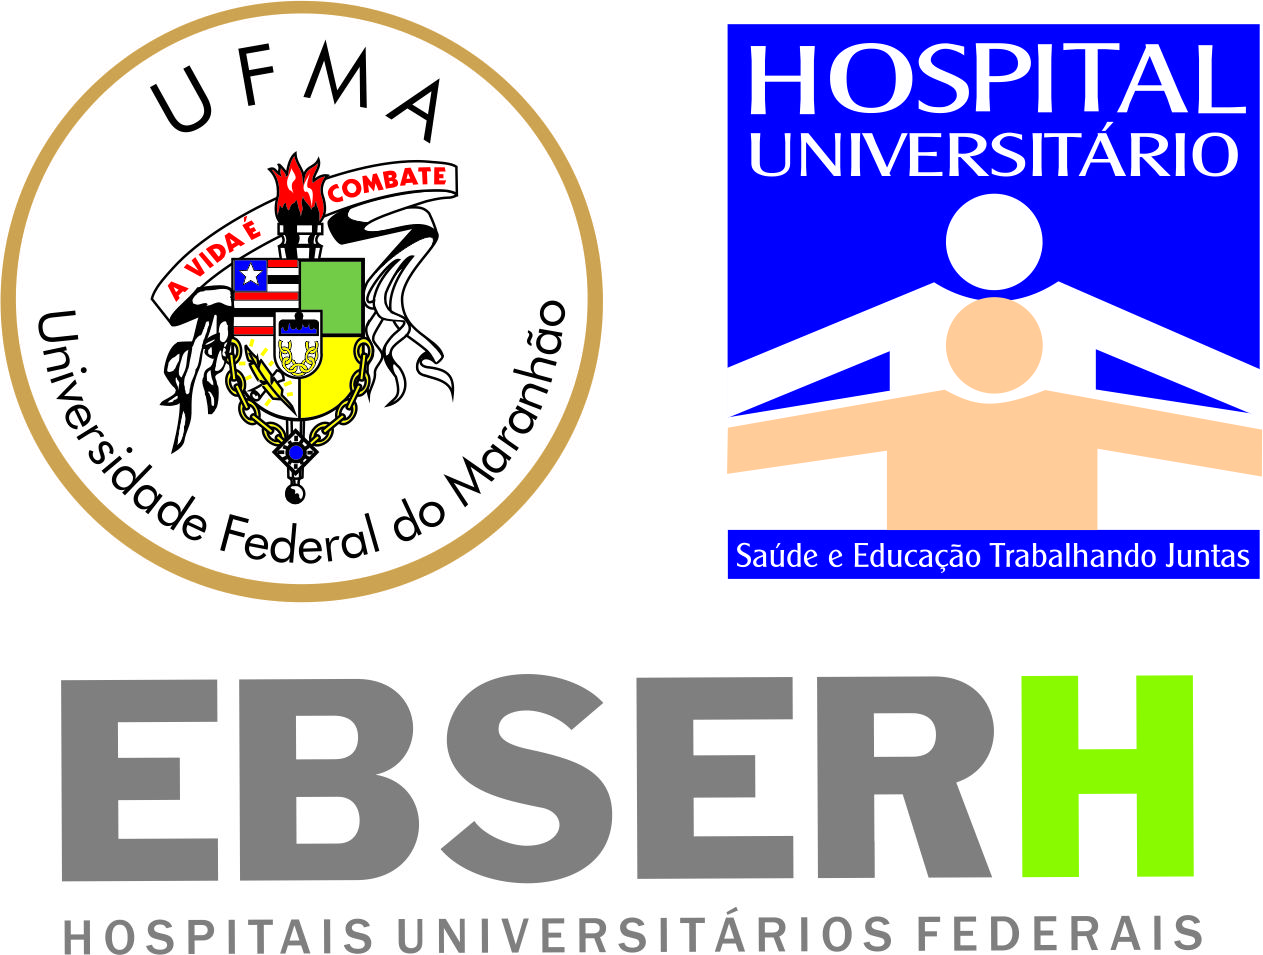 UFMA
A VIDA É COMBATE
Universidade Federal do Maranhão
HOSPITAL
UNIVERSITÁRIO
Saúde e Educação Trabalhando Juntas
EBSERH
HOSPITAIS UNIVERSITÁRIOS FEDERAIS